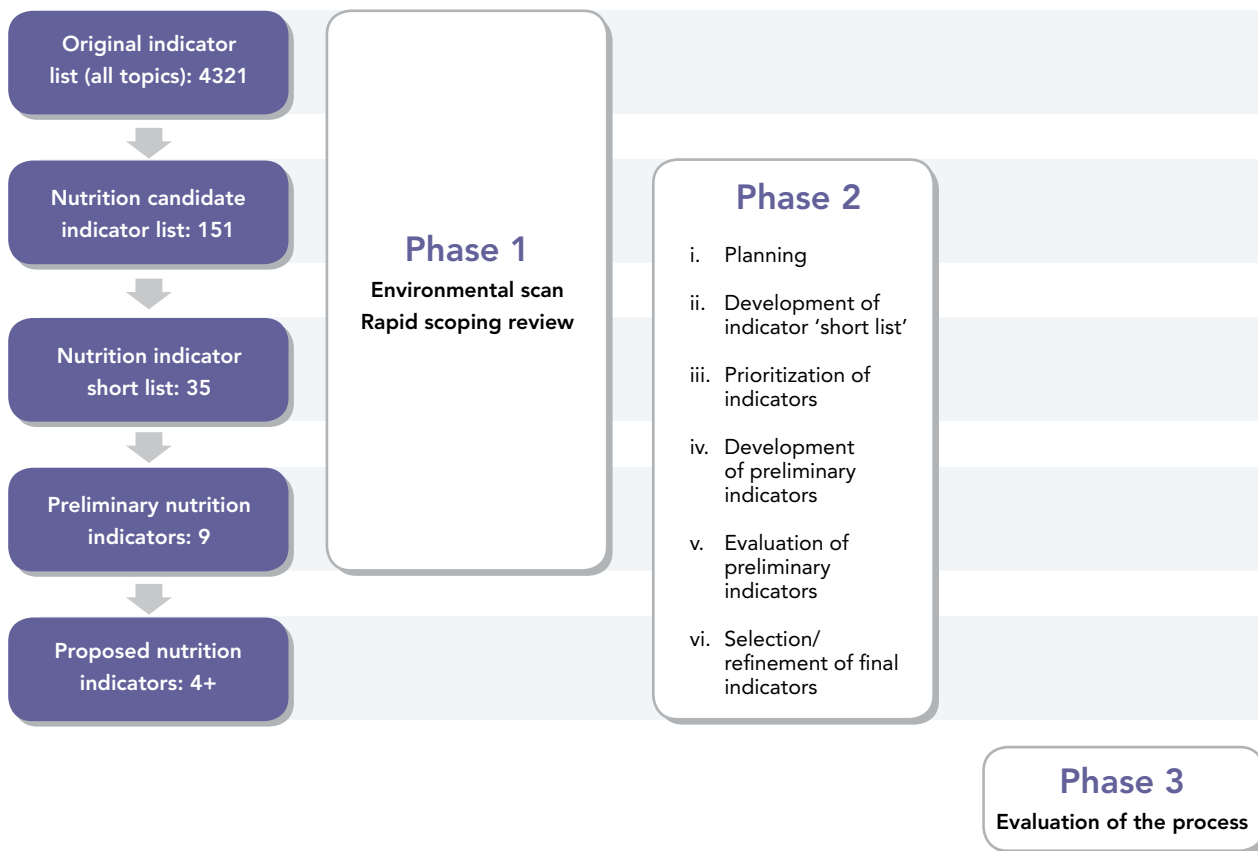 Original indicator
list (all topics): 4321
Nutrition candidate
indicator list: 151
Nutrition indicator
short list: 35
Preliminary nutrition
indicators: 9
Proposed nutrition
indicators: 4+
Phase 1
Environmental scan
Rapid scoping review
Phase 2
i. Planning
ii. Development of
indicator ‘short list’
iii. Prioritization of
indicators
iv. Development
of preliminary
indicators
v. Evaluation of
preliminary
indicators
vi. Selection/
refinement of final
indicators
Phase 3
Evaluation of the process